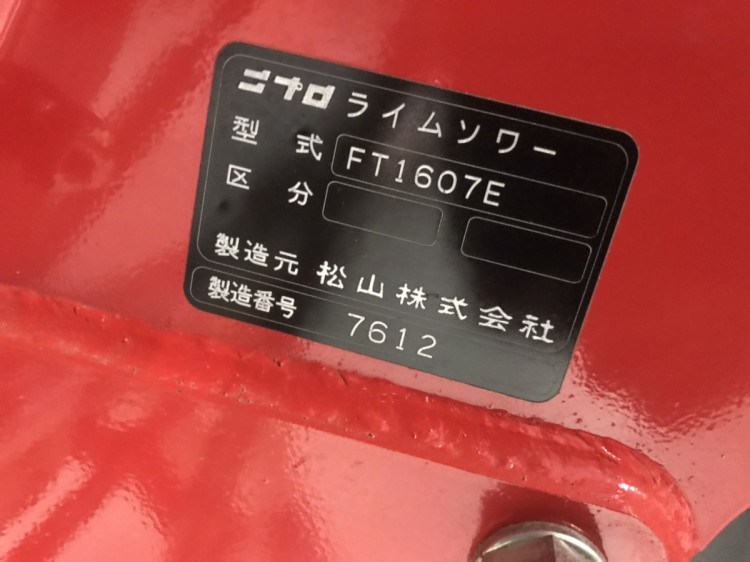 ニプロ ライムソワー
型式 FT1607E
区分
製造元 松山株式会社
製造番号 7612